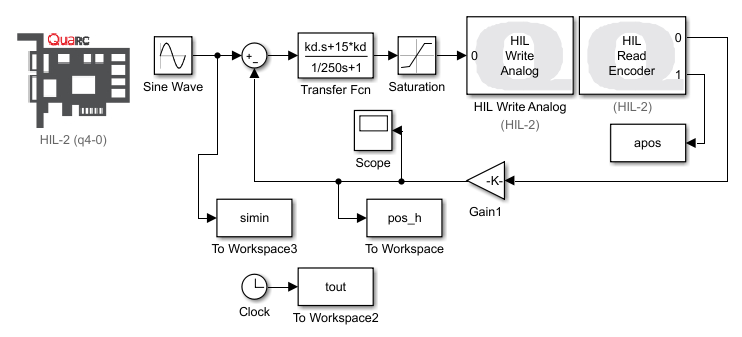 QUARC
HIL-2 (q4-0)
Sine Wave
+
−
kd.s+15*kd
1/250s+1
Transfer Fcn
Saturation
0
HIL
Write
Analog
HIL Write Analog
(HIL-2)
HIL
Read
Encoder
0
1
(HIL-2)
apos
Scope
-K-
Gain1
simin
To Workspace3
pos_h
To Workspace
Clock
tout
To Workspace2